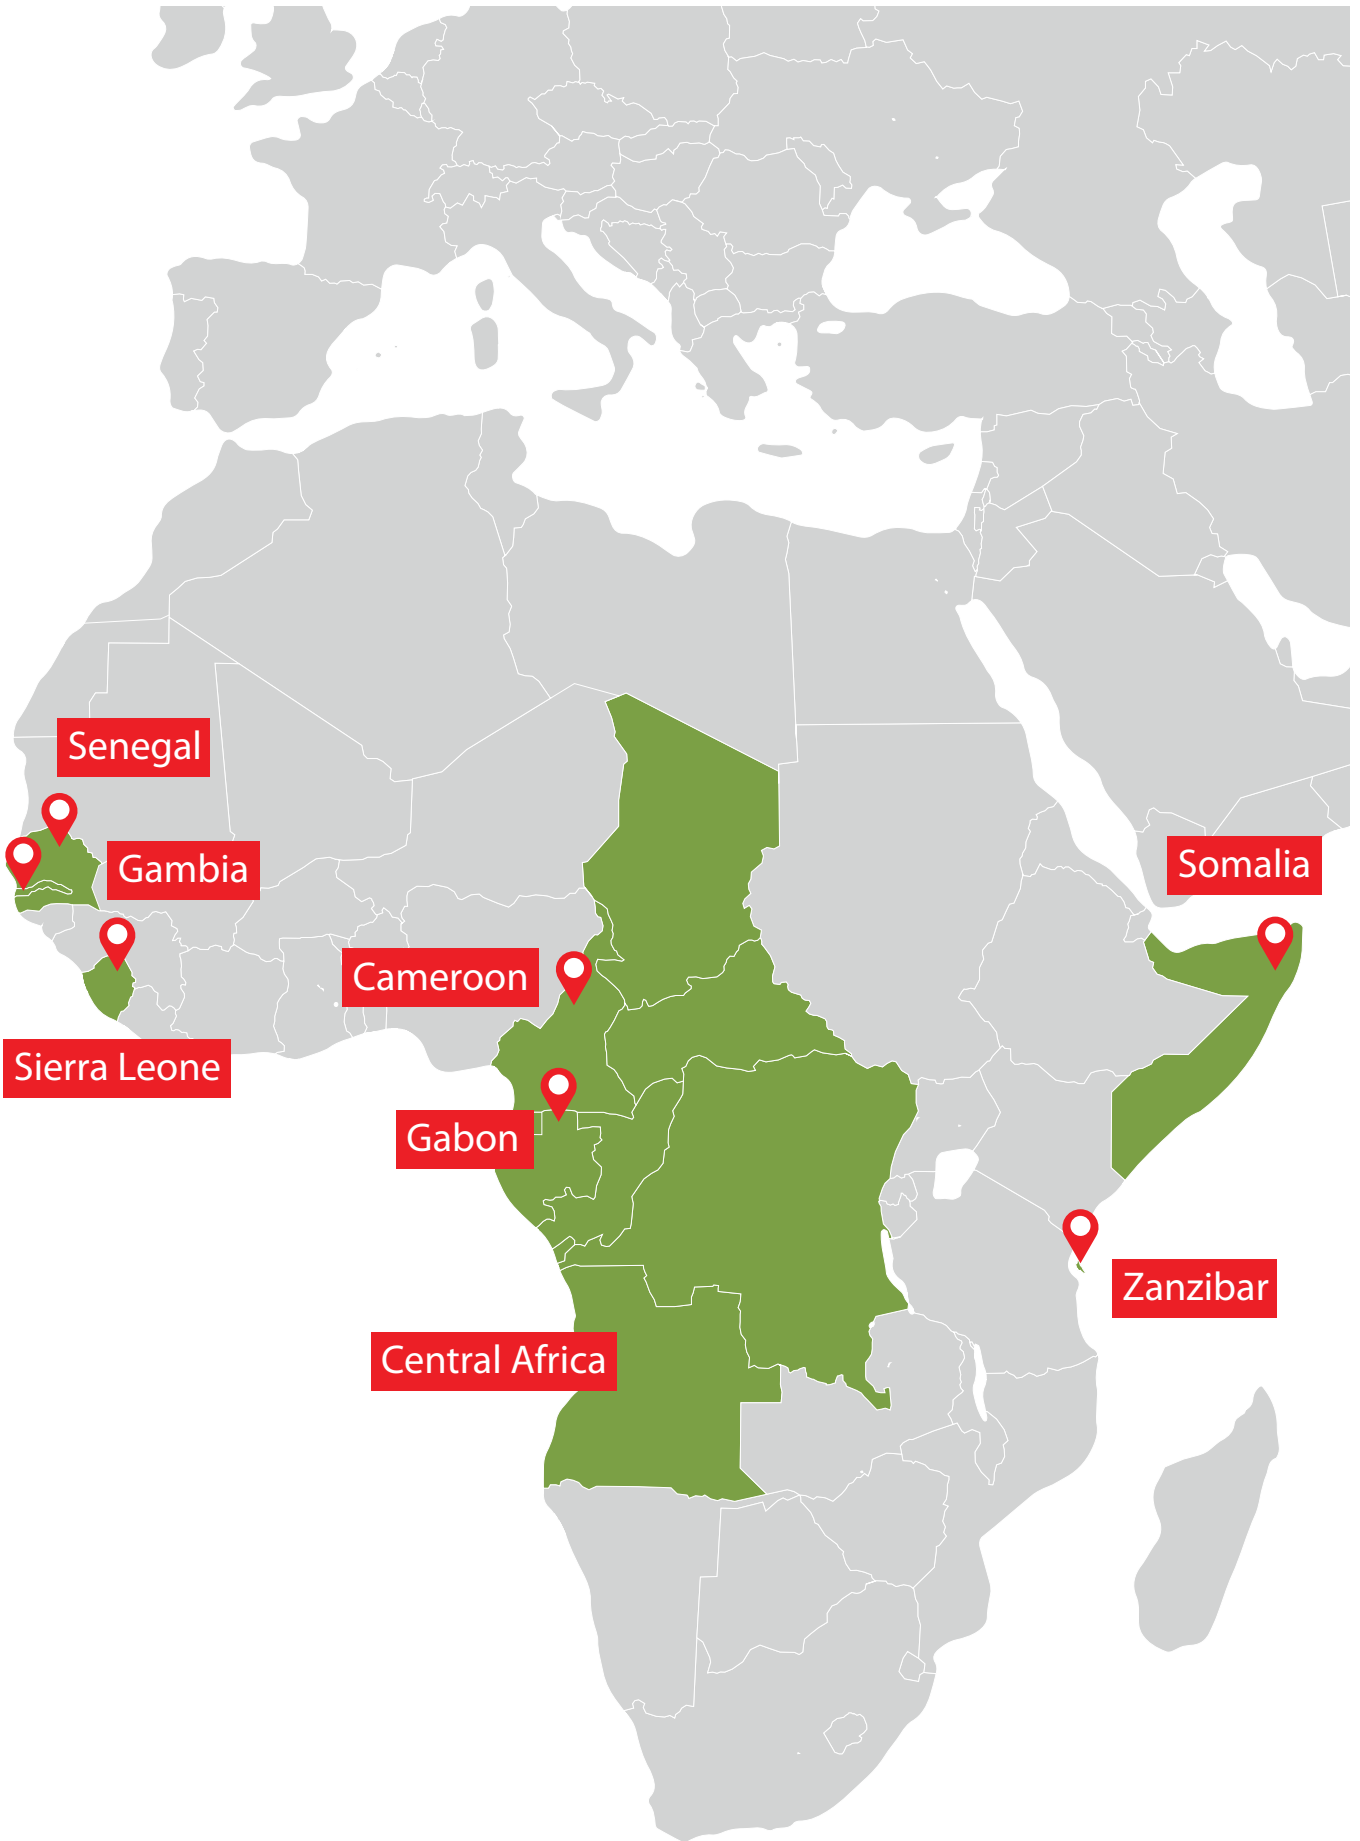 Senegal
Gambia
Somalia
Cameroon
Sierra Leone
Gabon
Zanzibar
Central Africa